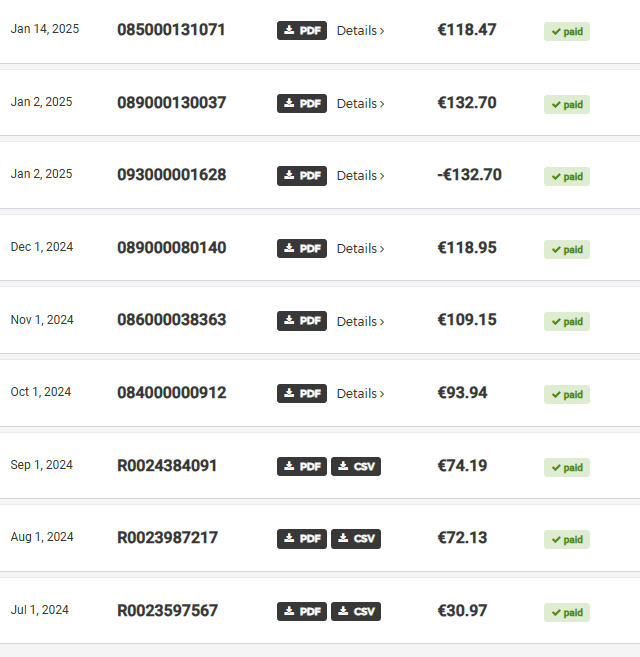 Jan 14, 2025 085000131071 PDF Details › €118.47 ✓ paid
Jan 2, 2025 089000130037 PDF Details › €132.70 ✓ paid
Jan 2, 2025 093000001628 PDF Details › -€132.70 ✓ paid
Dec 1, 2024 089000080140 PDF Details › €118.95 ✓ paid
Nov 1, 2024 086000038363 PDF Details › €109.15 ✓ paid
Oct 1, 2024 084000000912 PDF Details › €93.94 ✓ paid
Sep 1, 2024 R0024384091 PDF CSV €74.19 ✓ paid
Aug 1, 2024 R0023987217 PDF CSV €72.13 ✓ paid
Jul 1, 2024 R0023597567 PDF CSV €30.97 ✓ paid